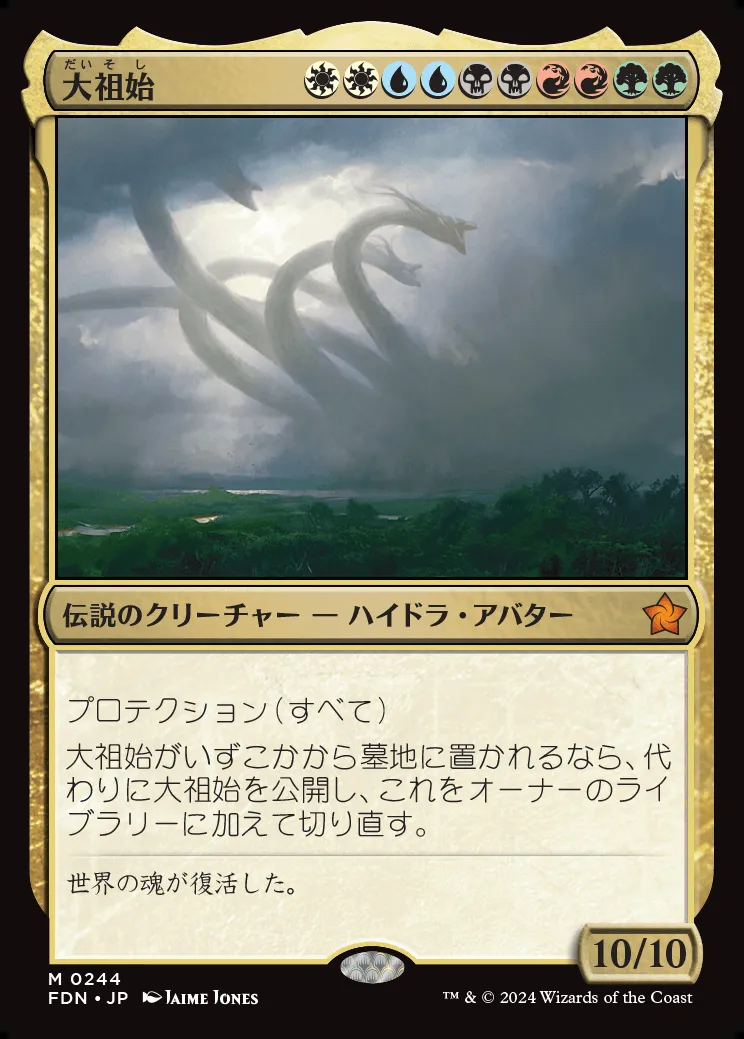 だいそし
大祖始
伝説のクリーチャー — ハイドラ・アバター
プロテクション(すべて)
大祖始がいずこかから墓地に置かれるなら、代
わりに大祖始を公開し、これをオーナーのライ
ブラリーに加えて切り直す。
世界の魂が復活した。
10/10
M 0244
FDN • JP JAIME JONES
™ & © 2024 Wizards of the Coast